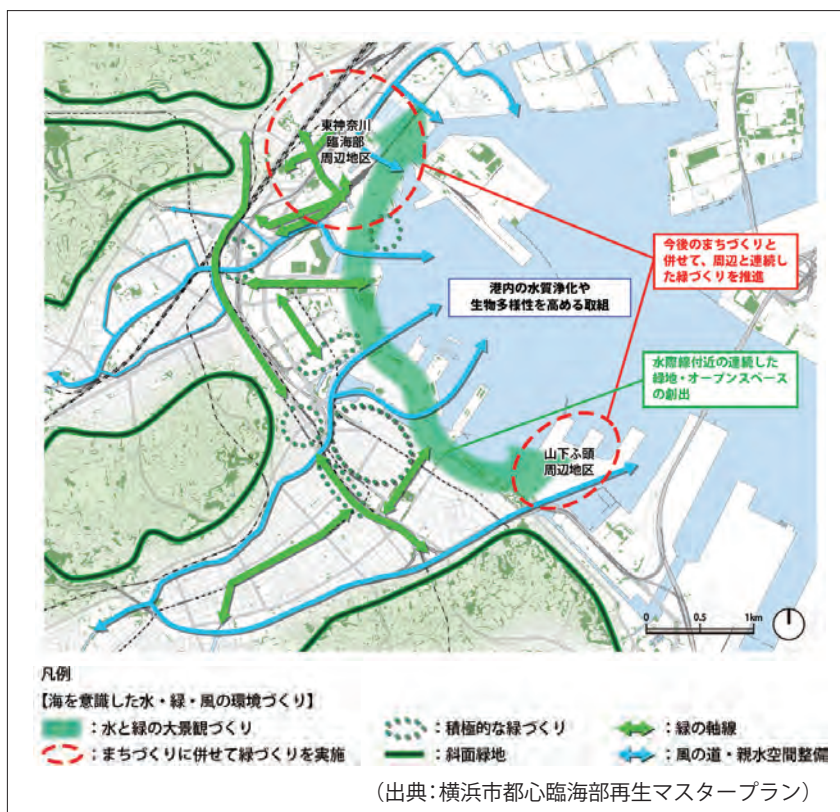 東神奈川
臨海部
周辺地区
今後のまちづくりと
併せて、周辺と連続し
た緑づくりを推進
港内の水質浄化や
生物多様性を高める取組
水際線付近の連続した
緑地・オープンスペース
の創出
山下ふ頭
周辺地区
0 0.5 1km
凡例
【海を意識した水・緑・風の環境づくり】
：水と緑の大景観づくり
：積極的な緑づくり
：緑の軸線
：まちづくりに併せて緑づくりを実施
：斜面緑地
：風の道・親水空間整備
（出典：横浜市都心臨海部再生マスタープラン）